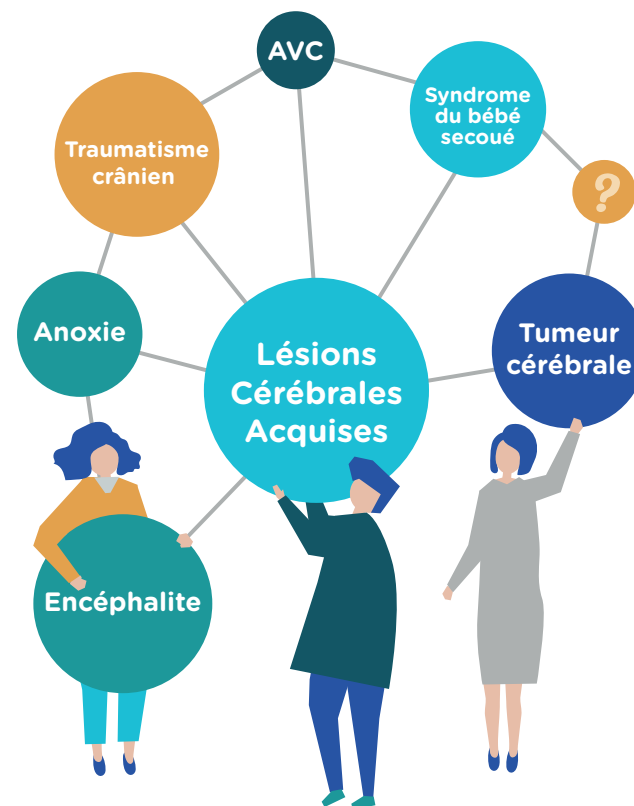 AVC
Syndrome
du bébé
secoué
Traumatisme
crânien
?
Anoxie
Lésions
Cérébrales
Acquises
Tumeur
cérébrale
Encéphalite